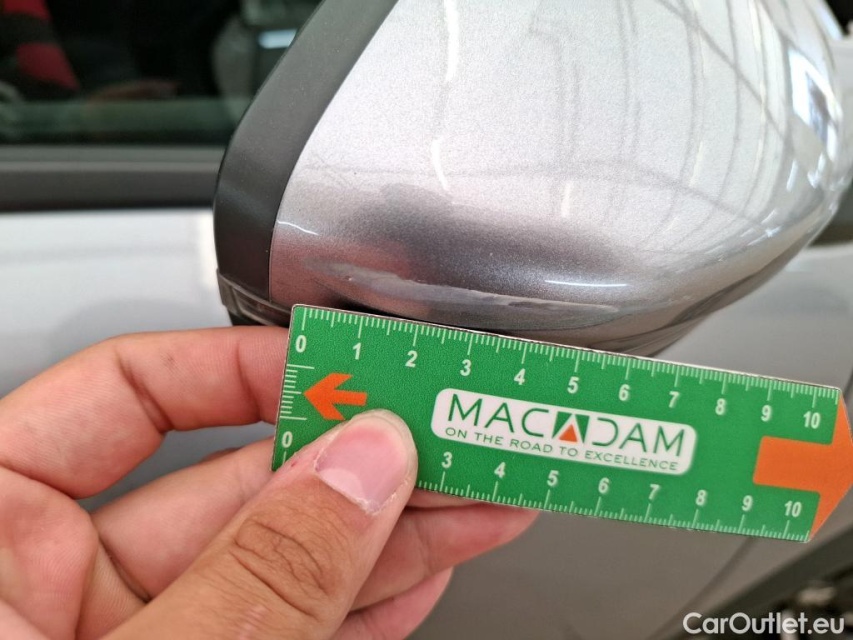 0 1 2 3 4 5 6 7 8 9 10
MACADAM
ON THE ROAD TO EXCELLENCE
0 3 4 5 6 7 8 9 10
CarOutlet.eu